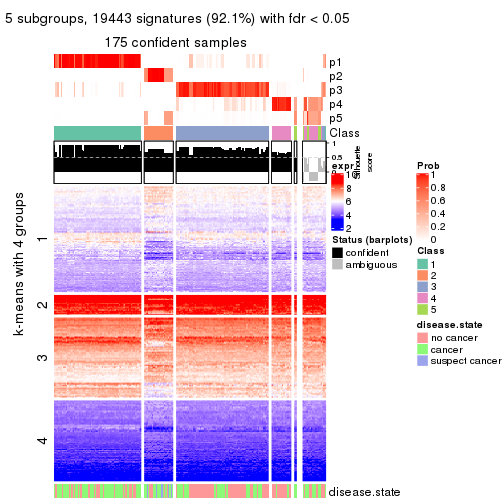 5 subgroups, 19443 signatures (92.1%) with fdr < 0.05
175 confident samples
p1
p2
p3
p4
p5
Class
1
0.5
0
Silhouette
score
k-means with 4 groups
1
2
3
4
expr
10
8
6
4
2
Status (barplots)
confident
ambiguous
Prob
1
0.8
0.6
0.4
0.2
0
Class
1
2
3
4
5
disease.state
no cancer
cancer
suspect cancer
disease.state